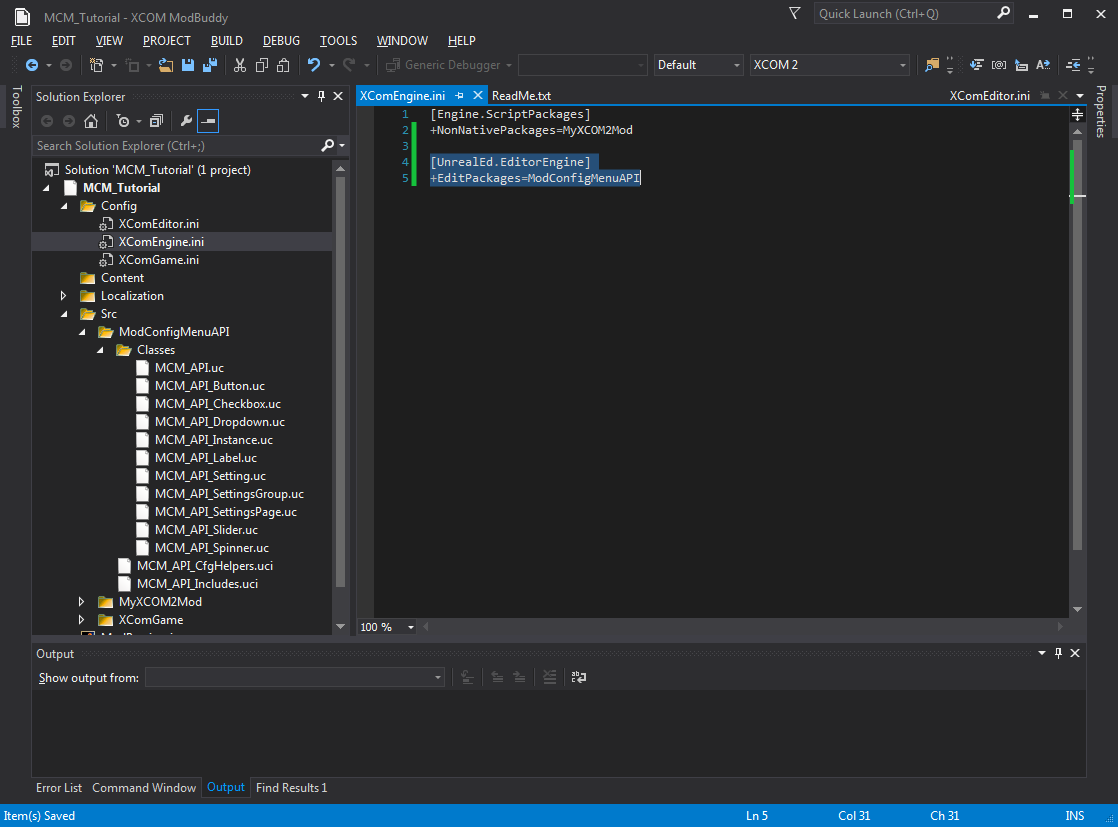 MCM_Tutorial - XCOM ModBuddy
Quick Launch (Ctrl+Q)
FILE EDIT VIEW PROJECT BUILD DEBUG TOOLS WINDOW HELP
Generic Debugger Default XCOM 2
Toolbox
Solution Explorer
Search Solution Explorer (Ctrl+;)
Solution 'MCM_Tutorial' (1 project)
MCM_Tutorial
Config
XComEditor.ini
XComEngine.ini
XComGame.ini
Content
Localization
Src
ModConfigMenuAPI
Classes
MCM_API.uc
MCM_API_Button.uc
MCM_API_Checkbox.uc
MCM_API_Dropdown.uc
MCM_API_Instance.uc
MCM_API_Label.uc
MCM_API_Setting.uc
MCM_API_SettingsGroup.uc
MCM_API_SettingsPage.uc
MCM_API_Slider.uc
MCM_API_Spinner.uc
MCM_API_CfgHelpers.uci
MCM_API_Includes.uci
MyXCOM2Mod
XComGame
XComEngine.ini ReadMe.txt XComEditor.ini
1 [Engine.ScriptPackages]
2 +NonNativePackages=MyXCOM2Mod
3
4 [UnrealEd.EditorEngine]
5 +EditPackages=ModConfigMenuAPI
100 %
Properties
Output
Show output from:
Error List Command Window Output Find Results 1
Item(s) Saved Ln 5 Col 31 Ch 31 INS